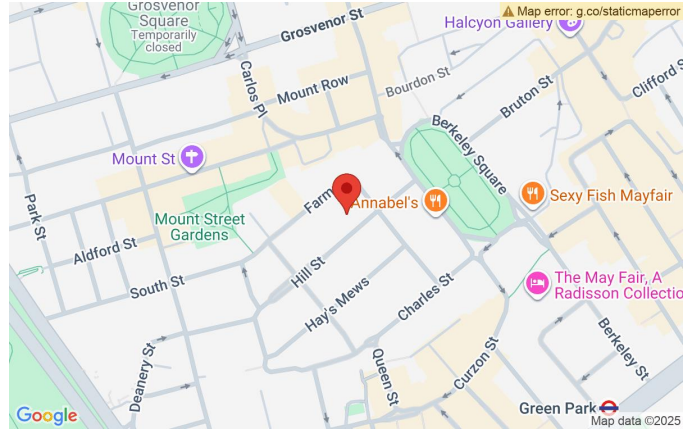 Grosvenor
Square
Temporarily
closed
Grosvenor St
Map error: g.co/staticmaperror
Halcyon Gallery
Carlos Pl
Mount Row
Bourdon St
Bruton St
Clifford St
Mount St
Berkeley Square
Park St
Mount Street
Gardens
Farm
Annabel's
Sexy Fish Mayfair
Aldford St
South St
Hill St
Hay's Mews
Charles St
The May Fair, A
Radisson Collectio
Deanery St
Queen St
Curzon St
Berkeley St
Green Park
Google
Map data ©2025